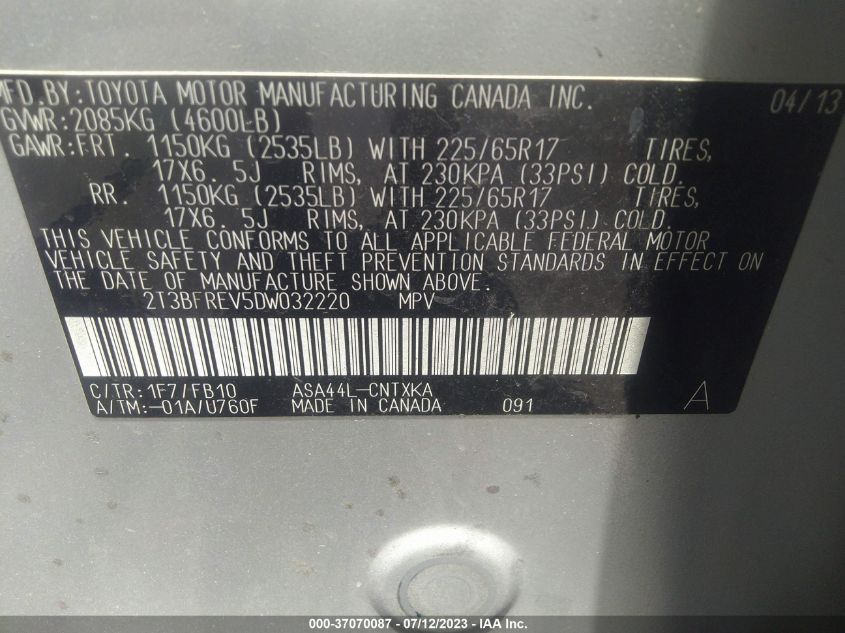 MFD.BY:TOYOTA MOTOR MANUFACTURING CANADA INC. 04/13
GVWR:2085KG (4600LB)
GAWR:FRT 1150KG (2535LB) WITH 225/65R17 TIRES,
17X6. 5J RIMS, AT 230KPA (33PSI) COLD.
RR. 1150KG (2535LB) WITH 225/65R17 TIRES,
17X6. 5J RIMS, AT 230KPA (33PSI) COLD.
THIS VEHICLE CONFORMS TO ALL APPLICABLE FEDERAL MOTOR
VEHICLE SAFETY AND THEFT PREVENTION STANDARDS IN EFFECT ON
THE DATE OF MANUFACTURE SHOWN ABOVE.
2T3BFREV5DW032220 MPV
C/TR:1F7/FB10 ASA44L-CNTXKA
A/TM:-01A/U760F MADE IN CANADA 091 A
000-37070087 - 07/12/2023 - IAA Inc.